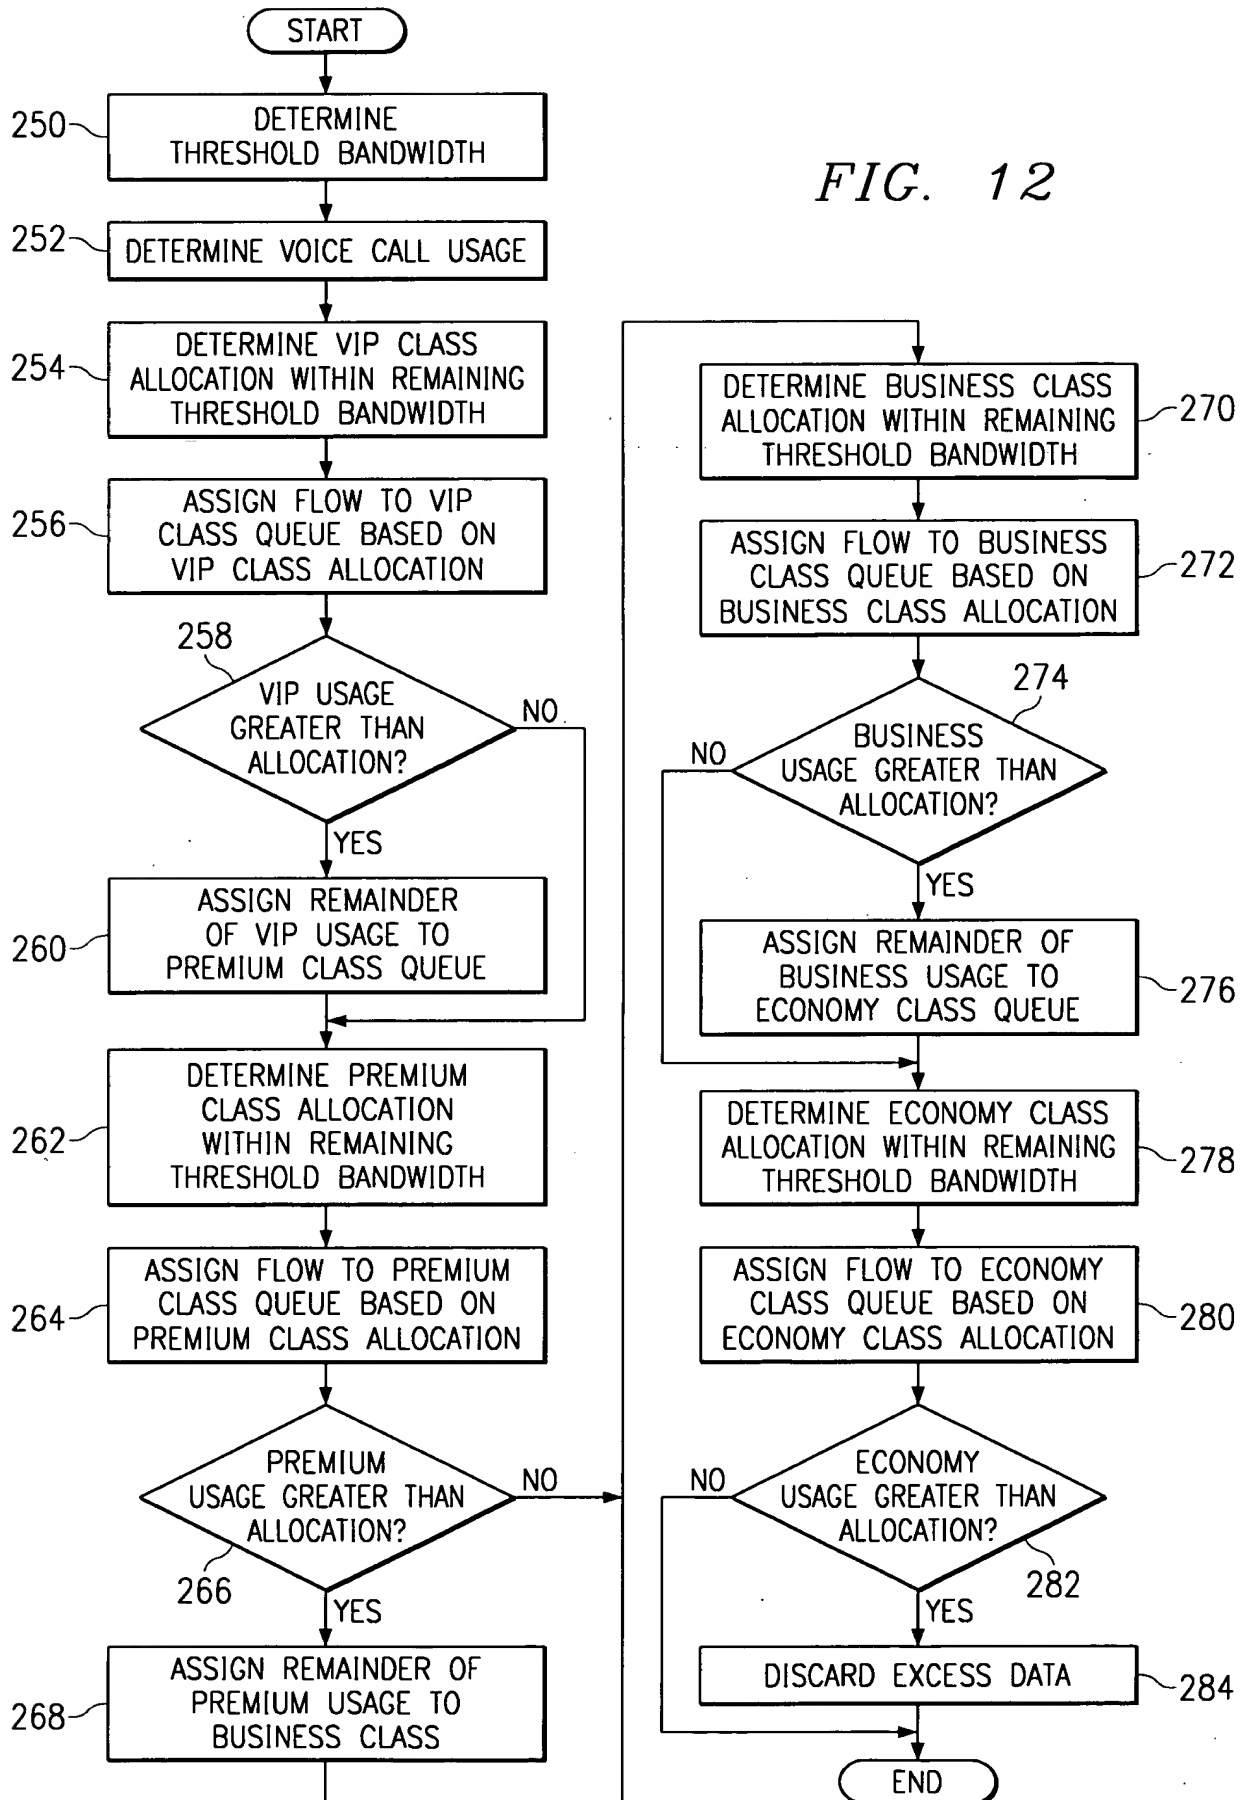 START
250
DETERMINE
THRESHOLD BANDWIDTH
FIG. 12
252
DETERMINE VOICE CALL USAGE
254
DETERMINE VIP CLASS
ALLOCATION WITHIN REMAINING
THRESHOLD BANDWIDTH
256
ASSIGN FLOW TO VIP
CLASS QUEUE BASED ON
VIP CLASS ALLOCATION
258
VIP USAGE
GREATER THAN
ALLOCATION?
NO
YES
260
ASSIGN REMAINDER
OF VIP USAGE TO
PREMIUM CLASS QUEUE
262
DETERMINE PREMIUM
CLASS ALLOCATION
WITHIN REMAINING
THRESHOLD BANDWIDTH
264
ASSIGN FLOW TO PREMIUM
CLASS QUEUE BASED ON
PREMIUM CLASS ALLOCATION
PREMIUM
USAGE GREATER THAN
ALLOCATION?
NO
266
YES
268
ASSIGN REMAINDER OF
PREMIUM USAGE TO
BUSINESS CLASS
DETERMINE BUSINESS CLASS
ALLOCATION WITHIN REMAINING
THRESHOLD BANDWIDTH
270
ASSIGN FLOW TO BUSINESS
CLASS QUEUE BASED ON
BUSINESS CLASS ALLOCATION
272
274
BUSINESS
USAGE GREATER THAN
ALLOCATION?
NO
YES
ASSIGN REMAINDER OF
BUSINESS USAGE TO
ECONOMY CLASS QUEUE
276
DETERMINE ECONOMY CLASS
ALLOCATION WITHIN REMAINING
THRESHOLD BANDWIDTH
278
ASSIGN FLOW TO ECONOMY
CLASS QUEUE BASED ON
ECONOMY CLASS ALLOCATION
280
ECONOMY
USAGE GREATER THAN
ALLOCATION?
NO
282
YES
DISCARD EXCESS DATA
284
END